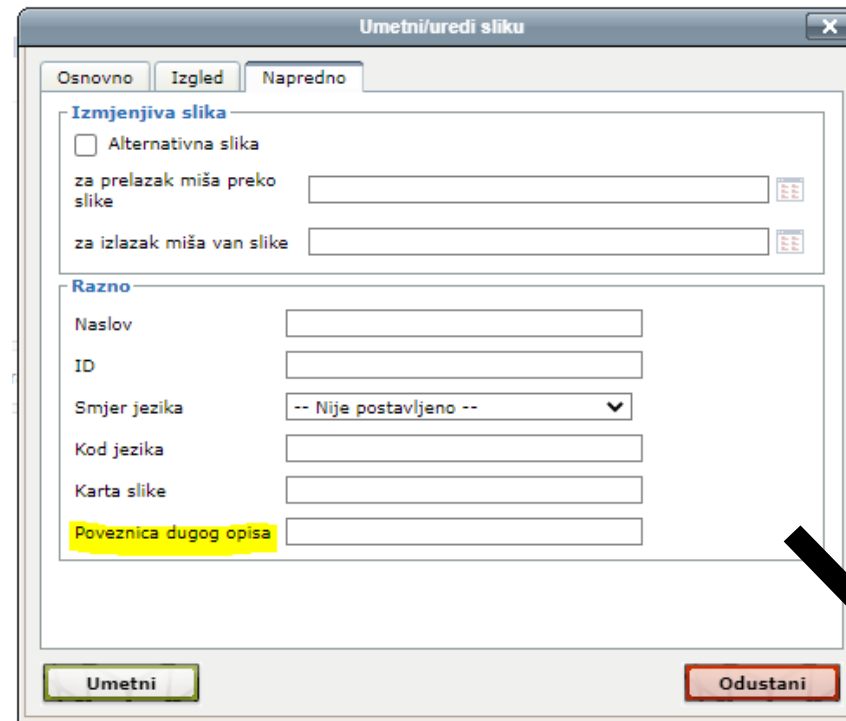 Umetni/uredi sliku
Osnovno Izgled Napredno
Izmjenjiva slika
Alternativna slika
za prelazak miša preko
slike
za izlazak miša van slike
Razno
Naslov
ID
Smjer jezika -- Nije postavljeno --
Kod jezika
Karta slike
Poveznica dugog opisa
Umetni Odustani